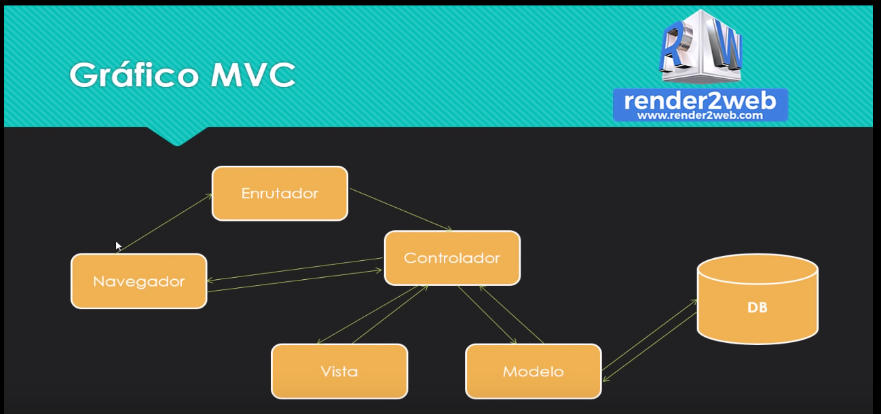 Gráfico MVC
RW
render2web
www.render2web.com
Enrutador
Controlador
Navegador
DB
Vista
Modelo